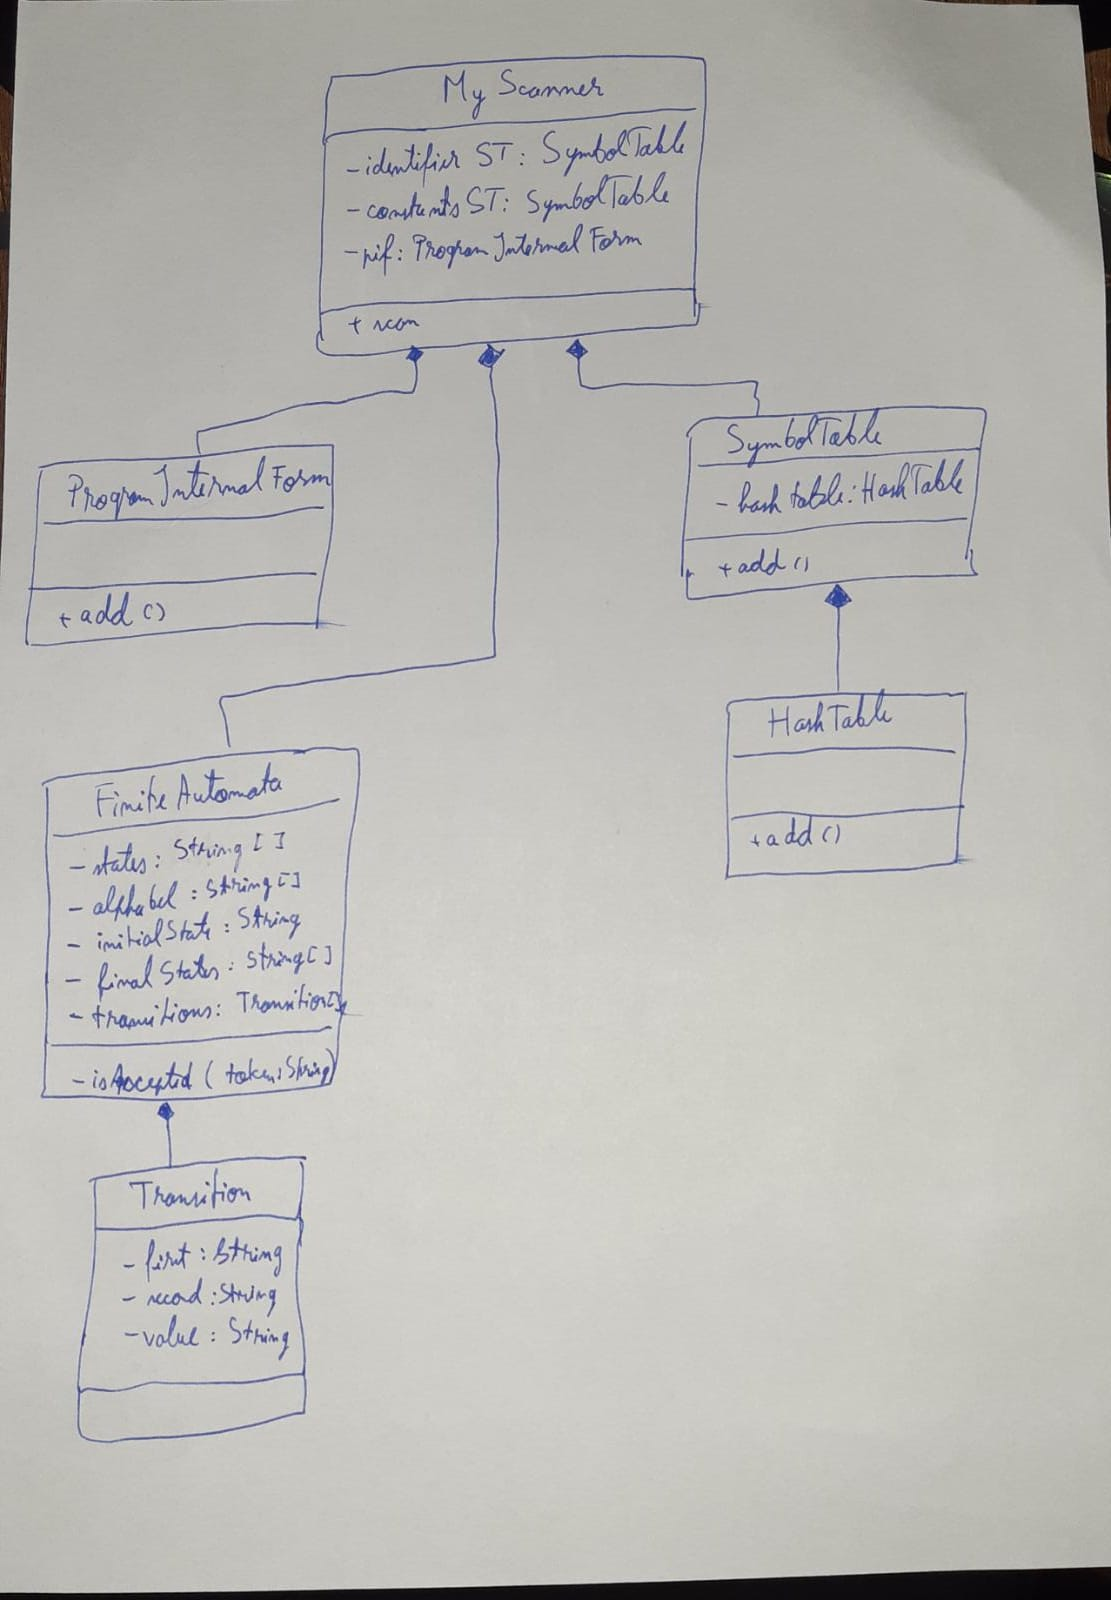 My Scanner
- identifier ST : SymbolTable
- constants ST : SymbolTable
- pif : Program Internal Form
+ scan
Program Internal Form
+ add ()
SymbolTable
- hash table : HashTable
+ add ()
HashTable
+ add ()
Finite Automata
- states : String [ ]
- alphabet : String [ ]
- initialState : String
- final States : String [ ]
- transitions : Transition[]
- isAccepted ( token : String)
Transition
- first : String
- second : String
- value : String